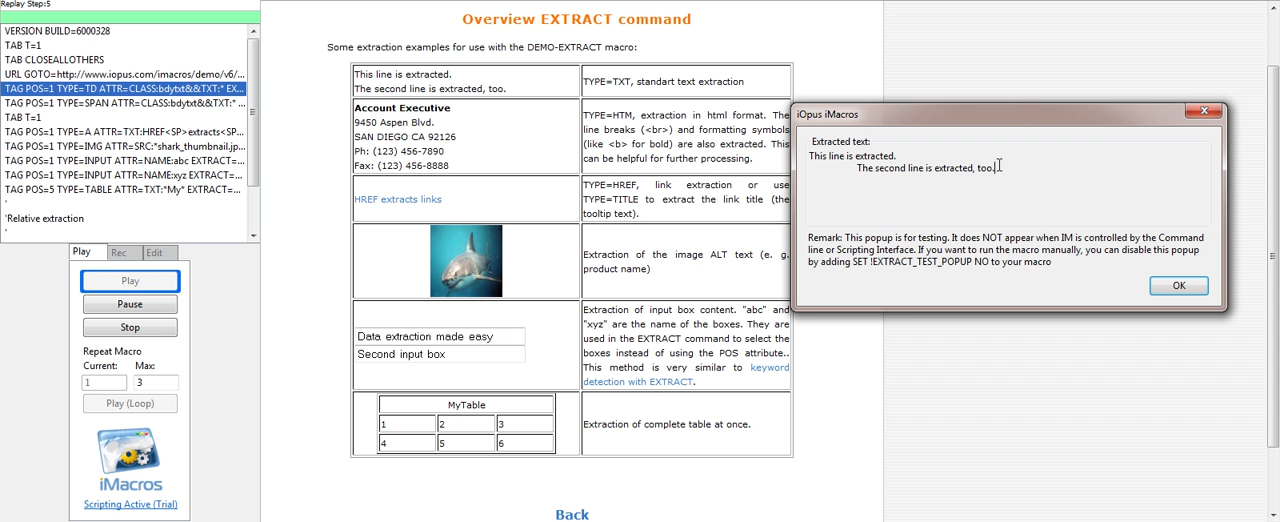 Replay Step:5
VERSION BUILD=6000328
TAB T=1
TAB CLOSEALLOTHERS
URL GOTO=http://www.iopus.com/imacros/demo/v6/...
TAG POS=1 TYPE=TD ATTR=CLASS:bdytxt&&TXT:* EX...
TAG POS=1 TYPE=SPAN ATTR=CLASS:bdytxt&&TXT:* ...
TAB T=1
TAG POS=1 TYPE=A ATTR=TXT:HREF<SP>extracts<SP...
TAG POS=1 TYPE=IMG ATTR=SRC:*shark_thumbnail.jp...
TAG POS=1 TYPE=INPUT ATTR=NAME:abc EXTRACT=...
TAG POS=1 TYPE=INPUT ATTR=NAME:xyz EXTRACT=...
TAG POS=5 TYPE=TABLE ATTR=TXT:*My* EXTRACT=...
'
'Relative extraction
'
Play Rec Edit
Play
Pause
Stop
Repeat Macro
Current: Max:
1 3
Play (Loop)
iMacros
Scripting Active (Trial)
Overview EXTRACT command
Some extraction examples for use with the DEMO-EXTRACT macro:
This line is extracted.
The second line is extracted, too.
TYPE=TXT, standart text extraction
Account Executive
9450 Aspen Blvd.
SAN DIEGO CA 92126
Ph: (123) 456-7890
Fax: (123) 456-8888
TYPE=HTM, extraction in html format. The
line breaks (<br>) and formatting symbols
(like <b> for bold) are also extracted. This
can be helpful for further processing.
HREF extracts links
TYPE=HREF, link extraction or use
TYPE=TITLE to extract the link title (the
tooltip text).
Extraction of the image ALT text (e. g.
product name)
Data extraction made easy
Second input box
Extraction of input box content. "abc" and
"xyz" are the name of the boxes. They are
used in the EXTRACT command to select the
boxes instead of using the POS attribute..
This method is very similar to keyword
detection with EXTRACT.
MyTable
1 2 3
4 5 6
Extraction of complete table at once.
Back
iOpus iMacros
Extracted text:
This line is extracted.
The second line is extracted, too.
Remark: This popup is for testing. It does NOT appear when IM is controlled by the Command
line or Scripting Interface. If you want to run the macro manually, you can disable this popup
by adding SET !EXTRACT_TEST_POPUP NO to your macro
OK